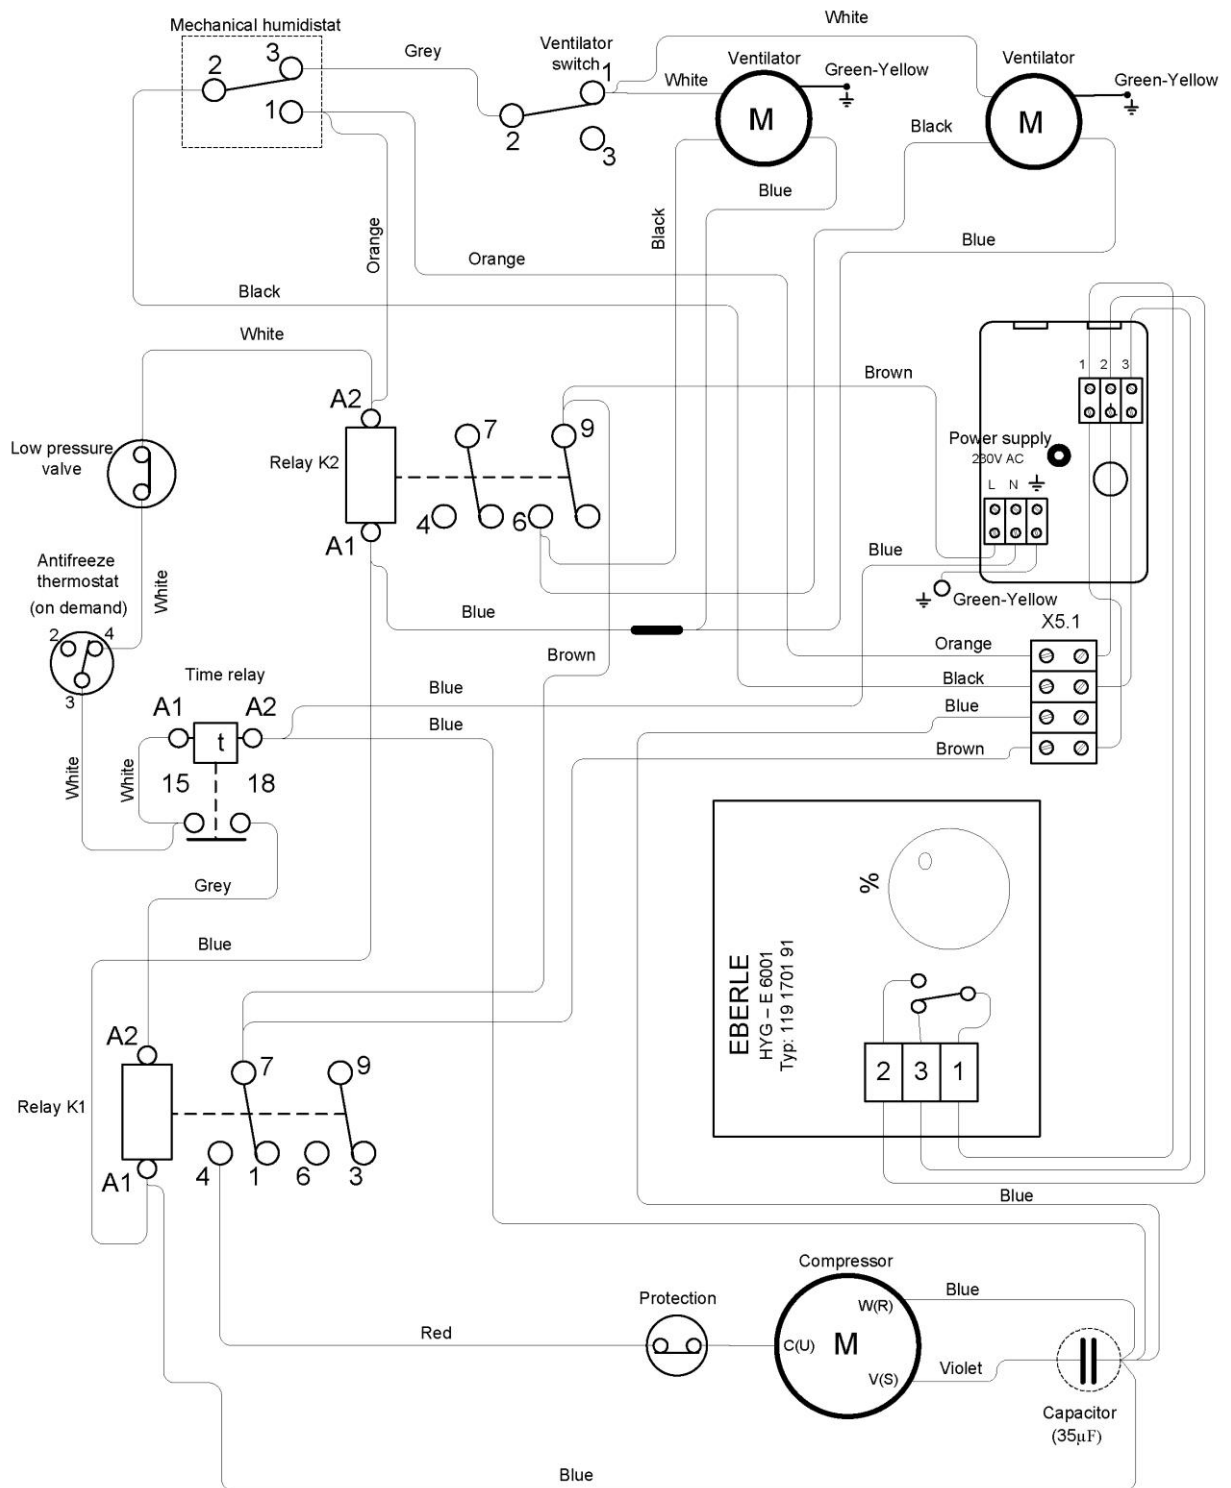 White
Mechanical humidistat
Grey
Ventilator
switch
Ventilator
Ventilator
3
2
1
1
2
3
White
Green-Yellow
Green-Yellow
M
M
Black
Blue
Black
Orange
Blue
Orange
Black
White
Brown
1 2 3
A2
7
9
Low pressure
valve
Relay K2
Power supply
230V AC
L N
4
6
A1
Antifreeze
thermostat
(on demand)
White
Blue
Green-Yellow
Blue
X5.1
2
4
3
Brown
Orange
Time relay
Blue
Black
A1
A2
Blue
Blue
t
Brown
White
White
15
18
Grey
%
Blue
EBERLE
HYG – E 6001
Typ: 119 1701 91
A2
7
9
2 3 1
Relay K1
A1
4
1
6
3
Blue
Compressor
Protection
W(R)
Blue
Red
C(U)
M
V(S)
Violet
Capacitor
(35µF)
Blue